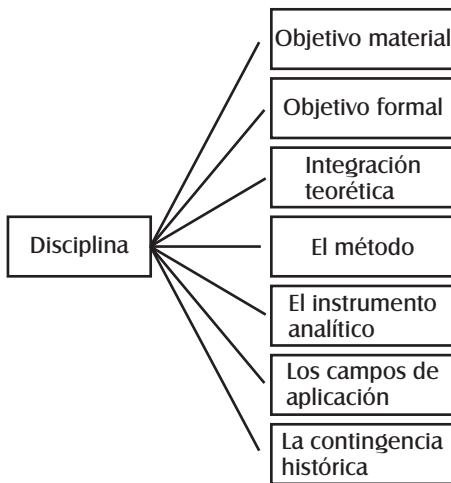 Disciplina
Objetivo material
Objetivo formal
Integración
teorética
El método
El instrumento
analítico
Los campos de
aplicación
La contingencia
histórica